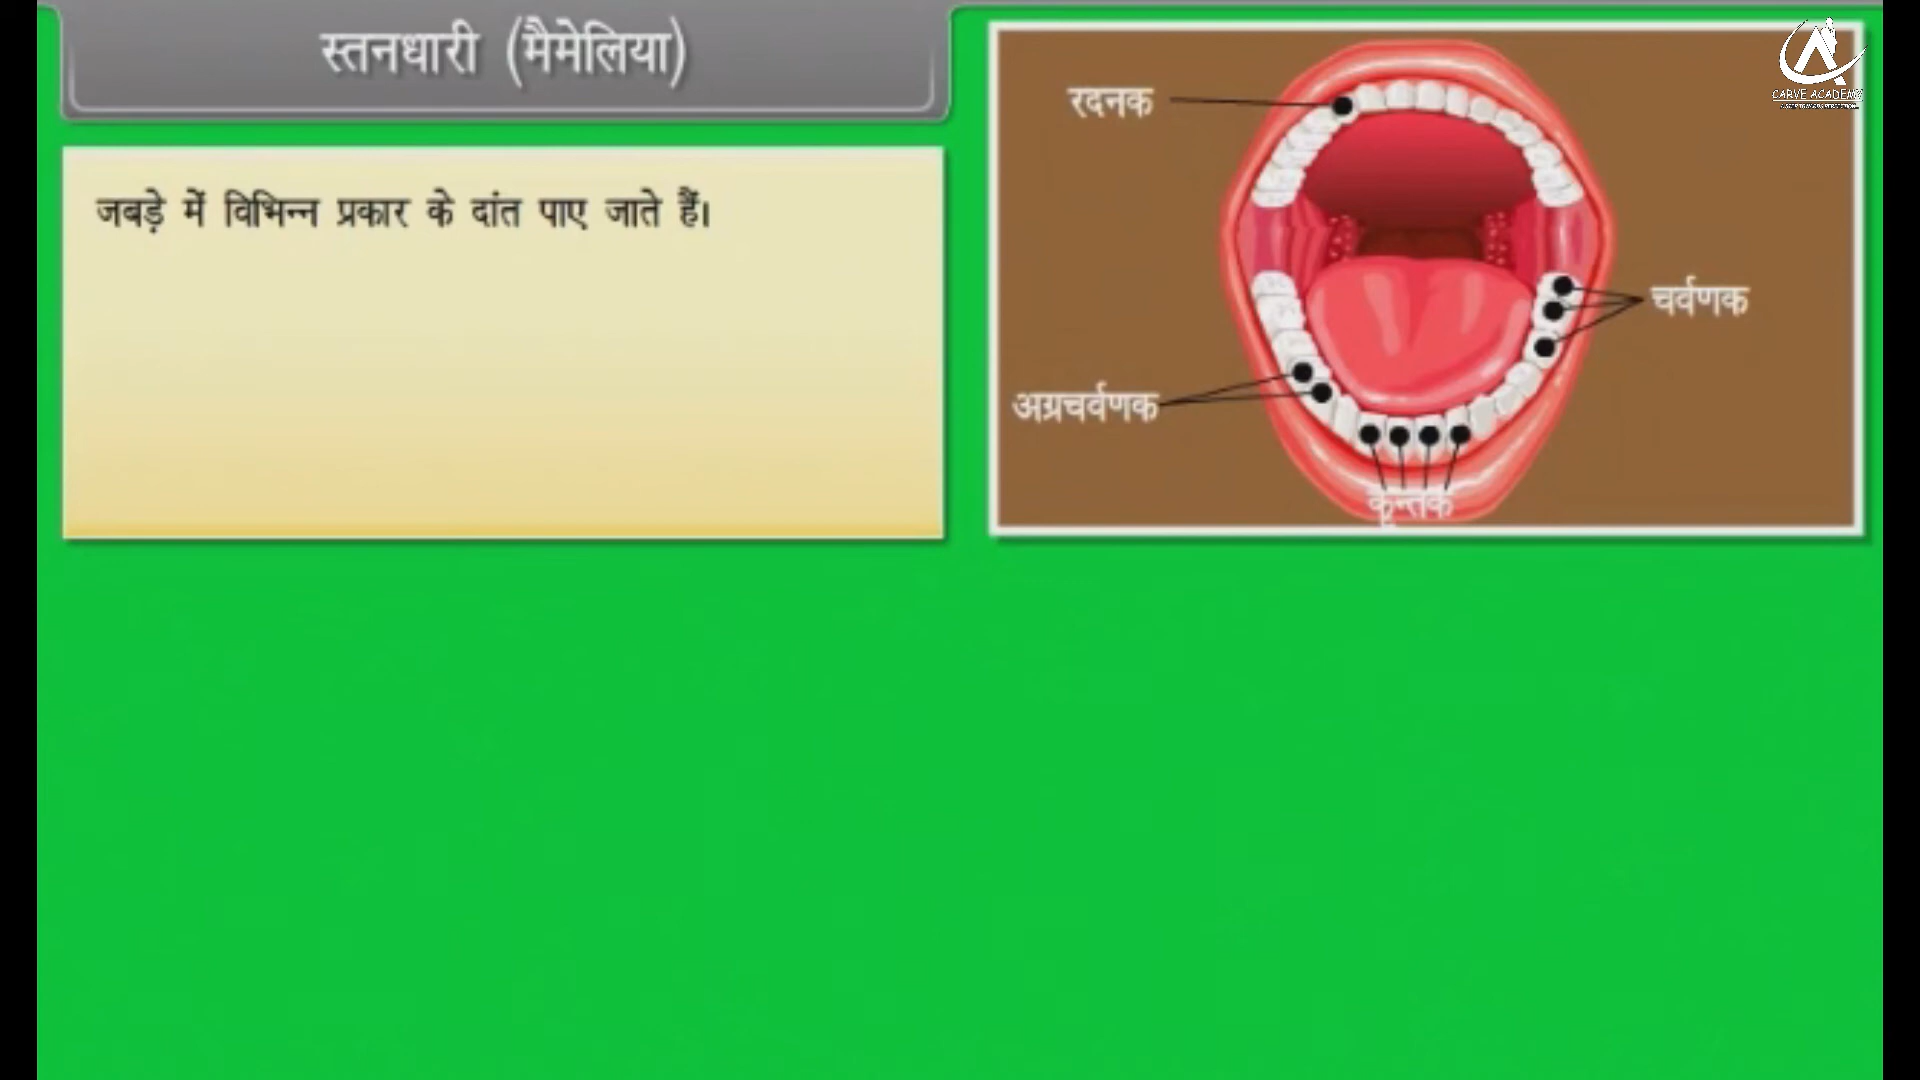 स्तनधारी (मैमेलिया)
जबड़े में विभिन्न प्रकार के दांत पाए जाते हैं।
रदनक
चर्वणक
अग्रचर्वणक
कृन्तक
CARVE ACADEMY